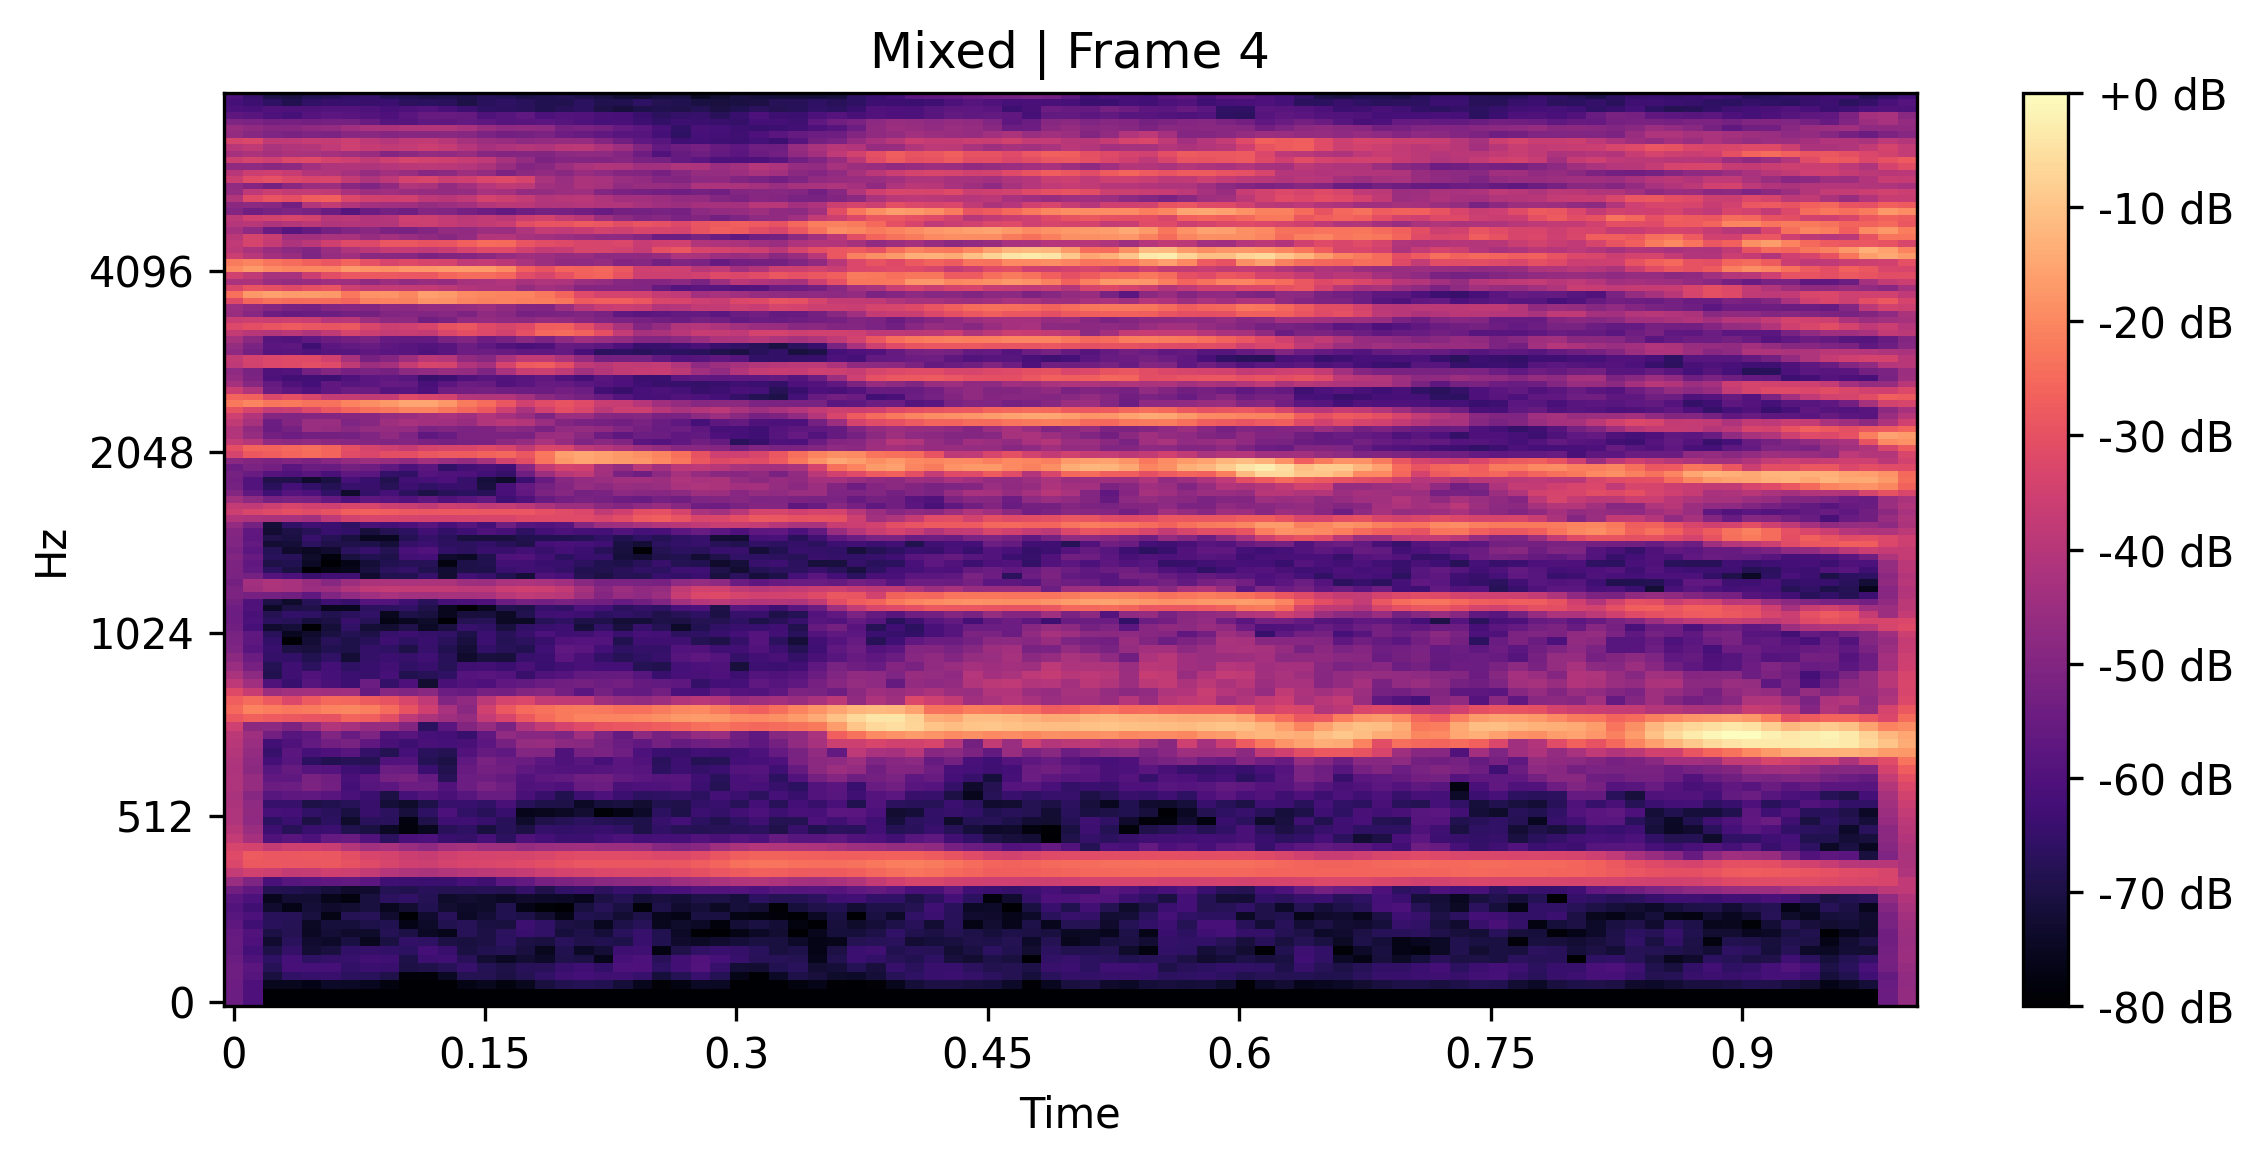 Mixed | Frame 4
+0 dB
-10 dB
-20 dB
-30 dB
-40 dB
-50 dB
-60 dB
-70 dB
-80 dB
Hz
4096
2048
1024
512
0
0 0.15 0.3 0.45 0.6 0.75 0.9
Time